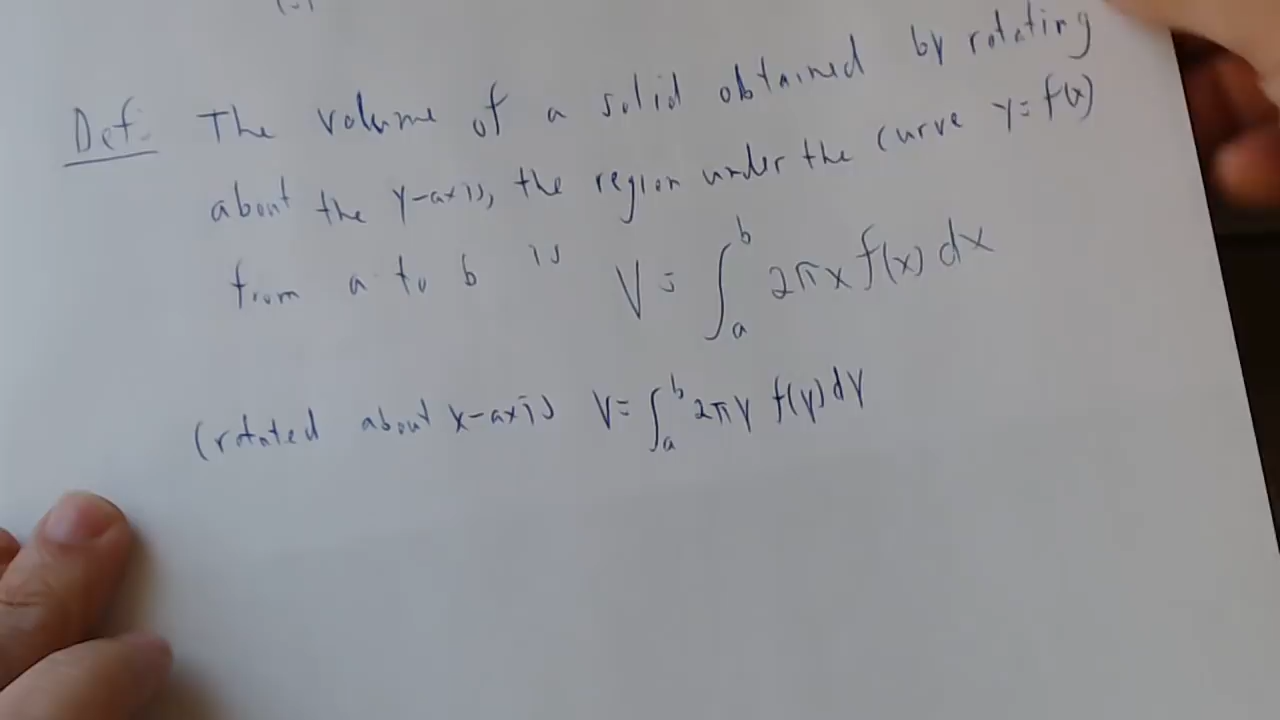 Def: The volume of a solid obtained by rotating
about the y-axis, the region under the curve y=f(x)
from a to b is V = ∫_a^b 2πx f(x) dx
(rotated about x-axis V = ∫_a^b 2πy f(y) dy